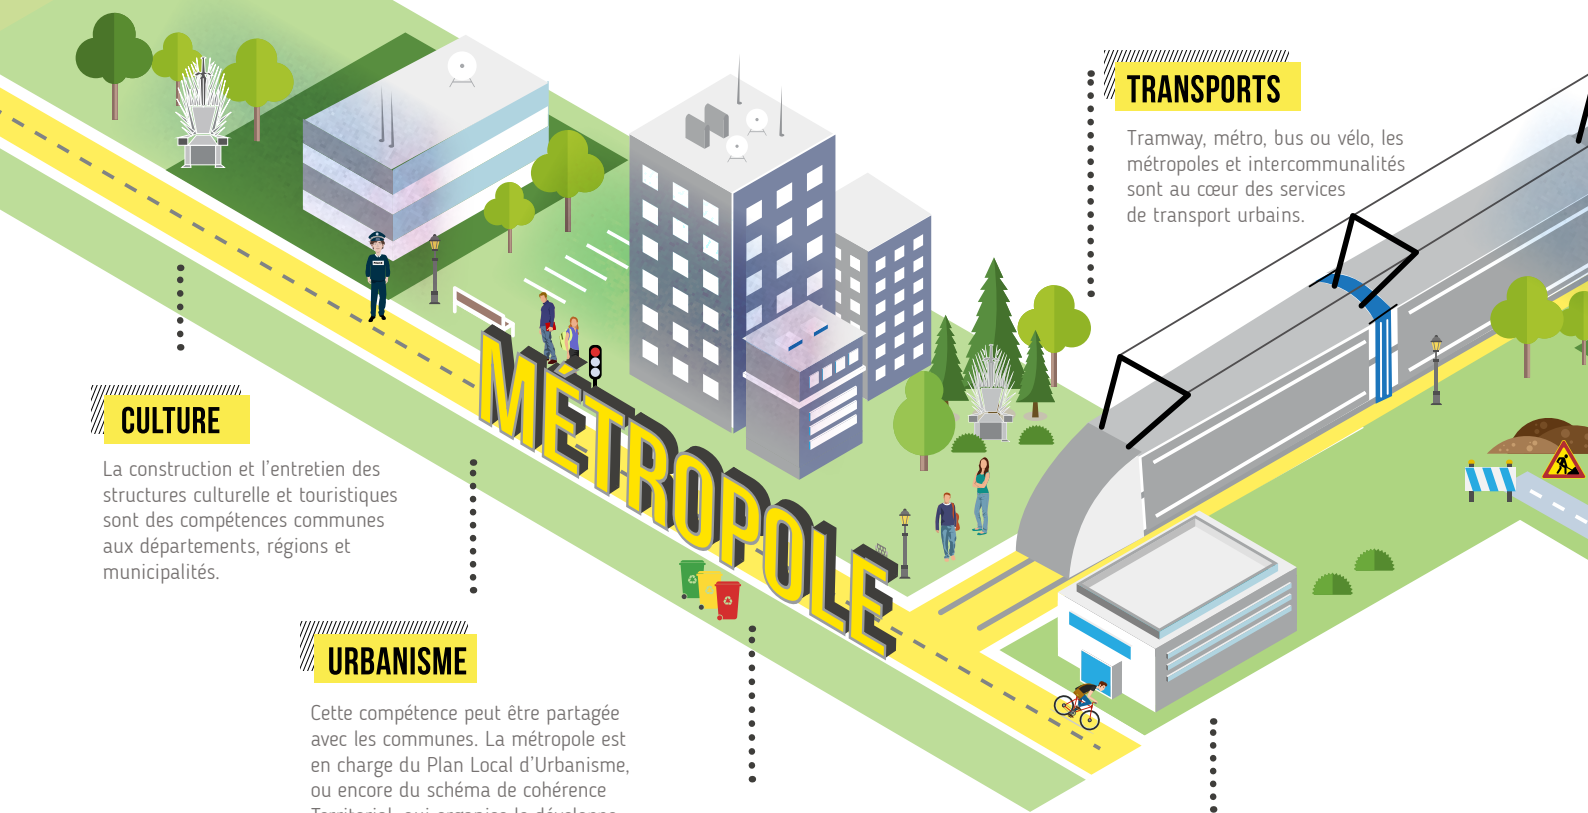 TRANSPORTS
Tramway, métro, bus ou vélo, les
métropoles et intercommunalités
sont au cœur des services
de transport urbains.
MÉTROPOLE
CULTURE
La construction et l'entretien des
structures culturelle et touristiques
sont des compétences communes
aux départements, régions et
municipalités.
URBANISME
Cette compétence peut être partagée
avec les communes. La métropole est
en charge du Plan Local d'Urbanisme,
ou encore du schéma de cohérence